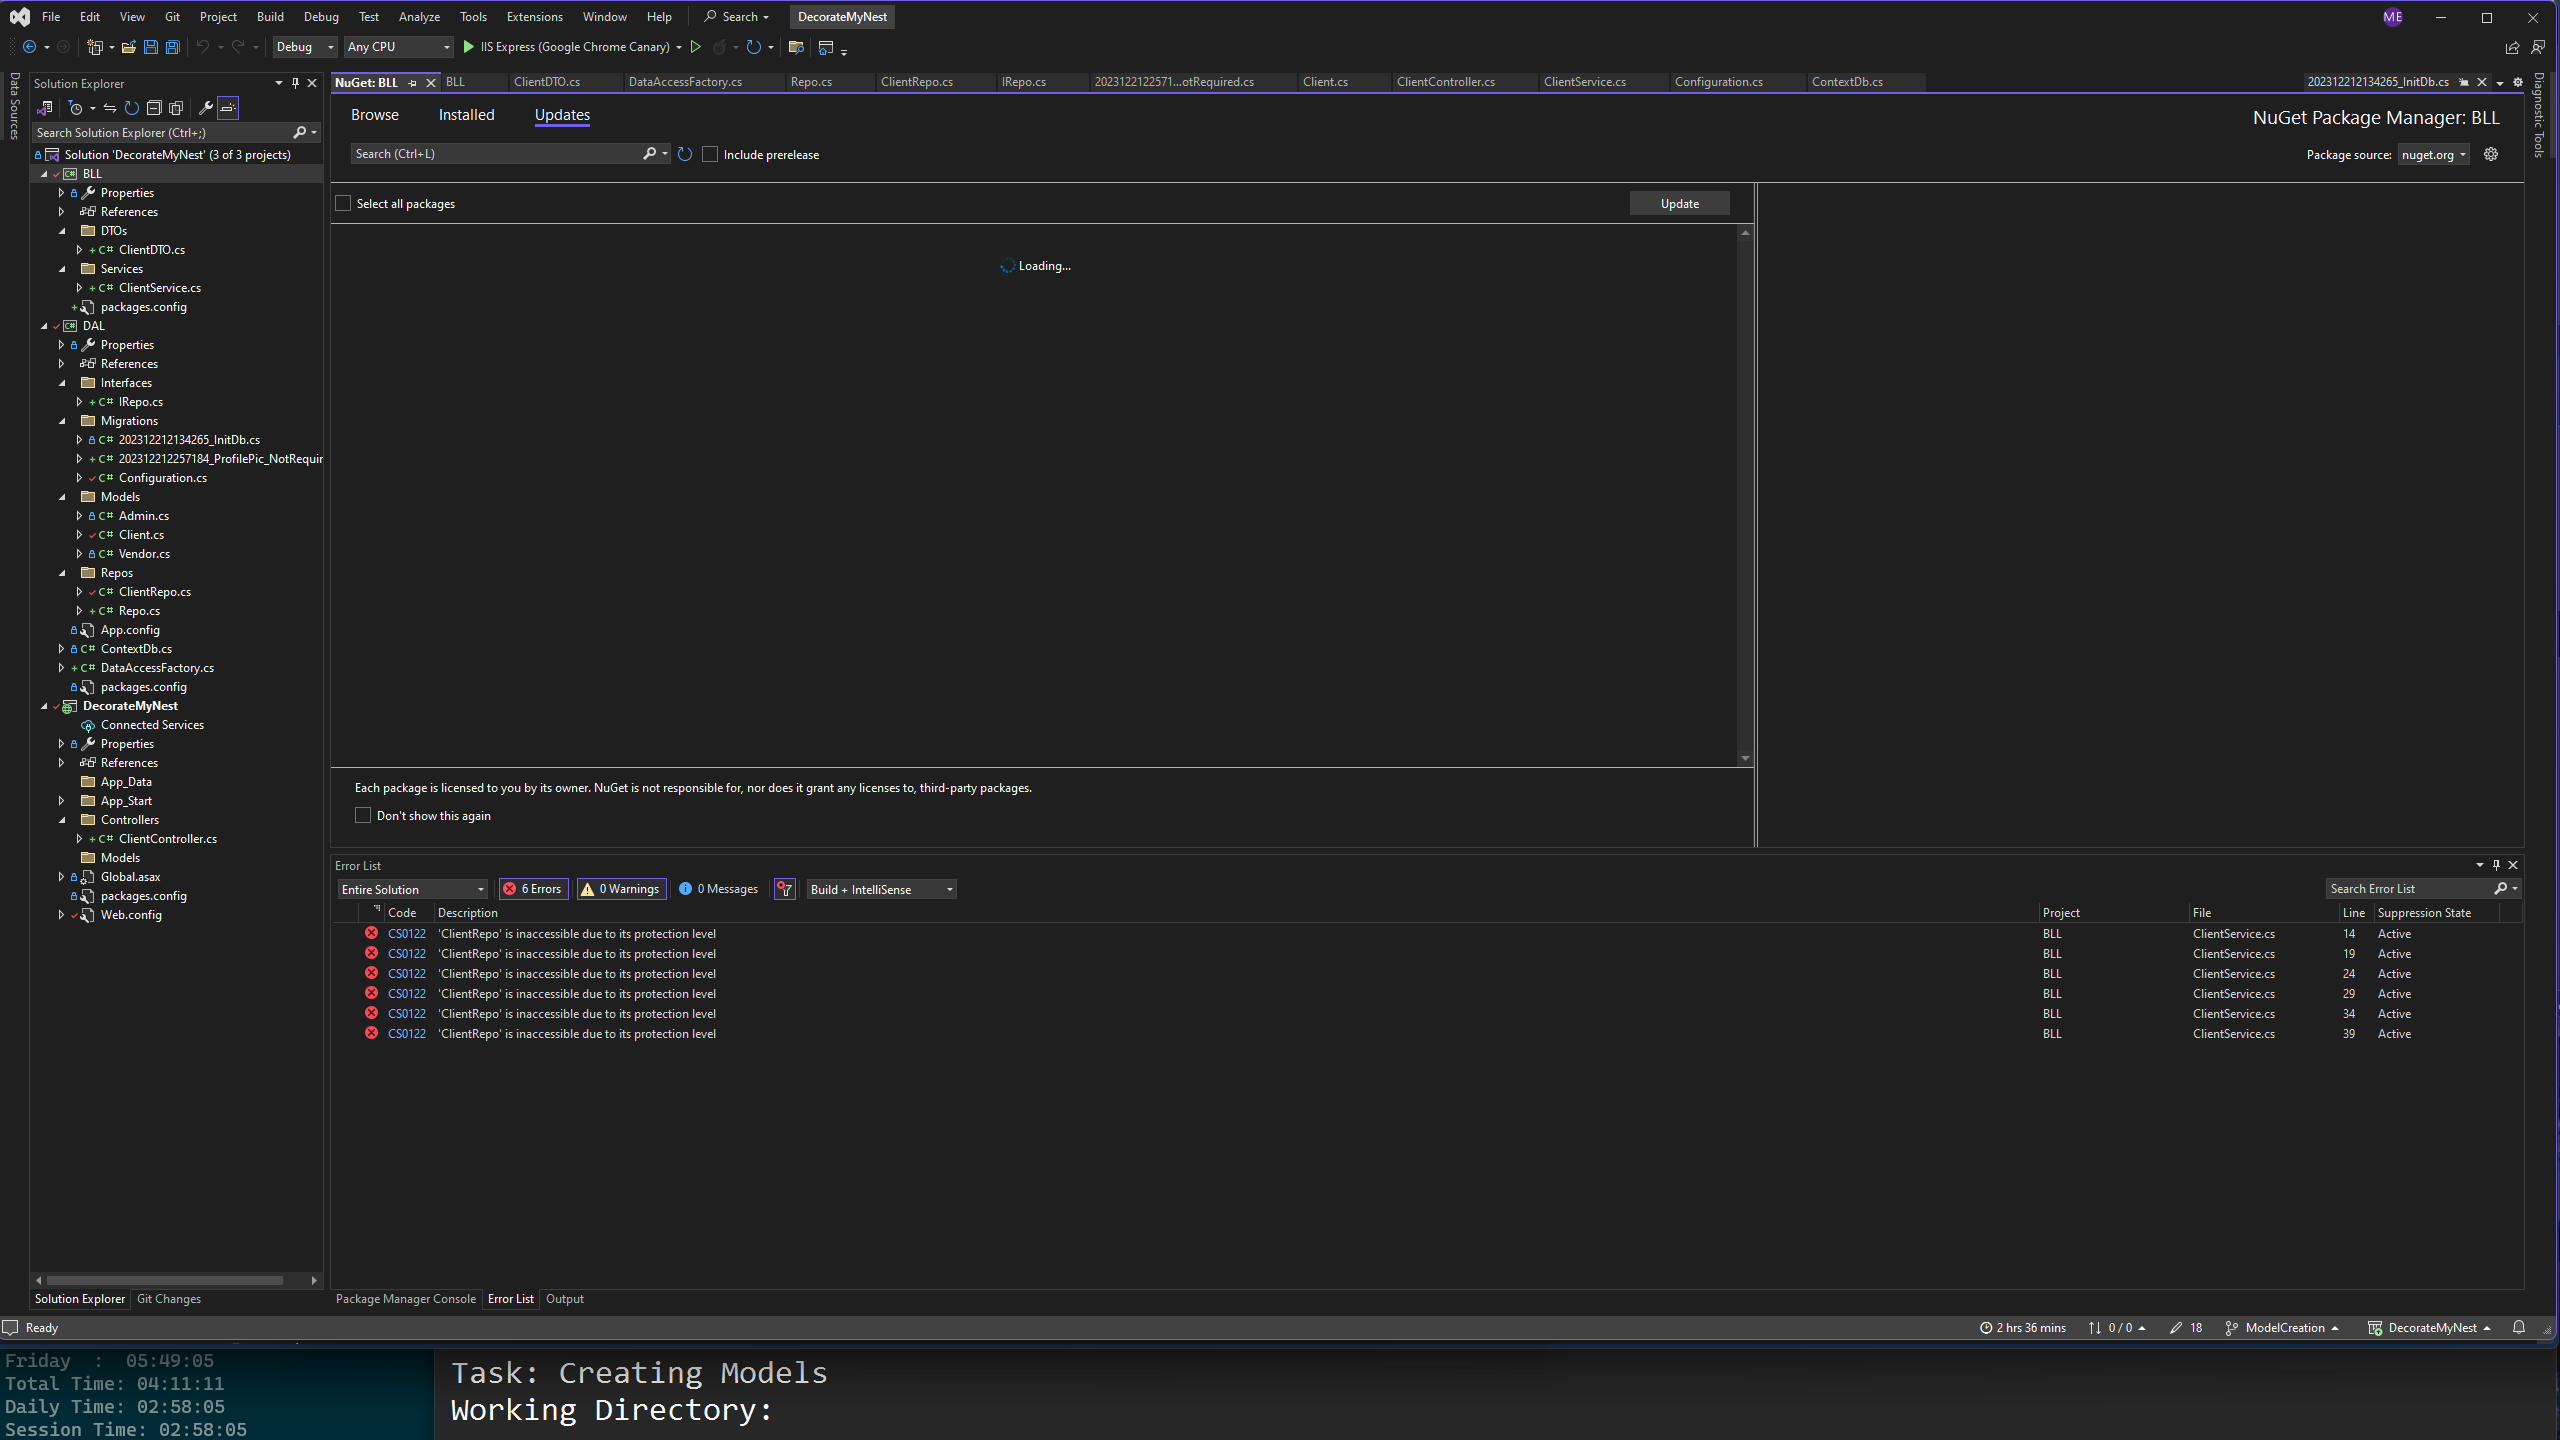 File Edit View Git Project Build Debug Test Analyze Tools Extensions Window Help Search DecorateMyNest ME
Debug Any CPU IIS Express (Google Chrome Canary)
Data Sources
Solution Explorer
Search Solution Explorer (Ctrl+;)
Solution 'DecorateMyNest' (3 of 3 projects)
BLL
Properties
References
DTOs
ClientDTO.cs
Services
ClientService.cs
packages.config
DAL
Properties
References
Interfaces
IRepo.cs
Migrations
202312212134265_InitDb.cs
202312212257184_ProfilePic_NotRequir
Configuration.cs
Models
Admin.cs
Client.cs
Vendor.cs
Repos
ClientRepo.cs
Repo.cs
App.config
ContextDb.cs
DataAccessFactory.cs
packages.config
DecorateMyNest
Connected Services
Properties
References
App_Data
App_Start
Controllers
ClientController.cs
Models
Global.asax
packages.config
Web.config
Solution Explorer Git Changes
NuGet: BLL BLL ClientDTO.cs DataAccessFactory.cs Repo.cs ClientRepo.cs IRepo.cs 2023122122571...otRequired.cs Client.cs ClientController.cs ClientService.cs Configuration.cs ContextDb.cs 202312212134265_InitDb.cs
Browse Installed Updates NuGet Package Manager: BLL
Search (Ctrl+L) Include prerelease Package source: nuget.org
Select all packages Update
Loading...
Each package is licensed to you by its owner. NuGet is not responsible for, nor does it grant any licenses to, third-party packages.
Don't show this again
Diagnostic Tools
Error List
Entire Solution 6 Errors 0 Warnings 0 Messages Build + IntelliSense Search Error List
Code Description Project File Line Suppression State
CS0122 'ClientRepo' is inaccessible due to its protection level BLL ClientService.cs 14 Active
CS0122 'ClientRepo' is inaccessible due to its protection level BLL ClientService.cs 19 Active
CS0122 'ClientRepo' is inaccessible due to its protection level BLL ClientService.cs 24 Active
CS0122 'ClientRepo' is inaccessible due to its protection level BLL ClientService.cs 29 Active
CS0122 'ClientRepo' is inaccessible due to its protection level BLL ClientService.cs 34 Active
CS0122 'ClientRepo' is inaccessible due to its protection level BLL ClientService.cs 39 Active
Package Manager Console Error List Output
Ready 2 hrs 36 mins 0 / 0 18 ModelCreation DecorateMyNest
Friday : 05:49:05
Total Time: 04:11:11
Daily Time: 02:58:05
Session Time: 02:58:05
Task: Creating Models
Working Directory: